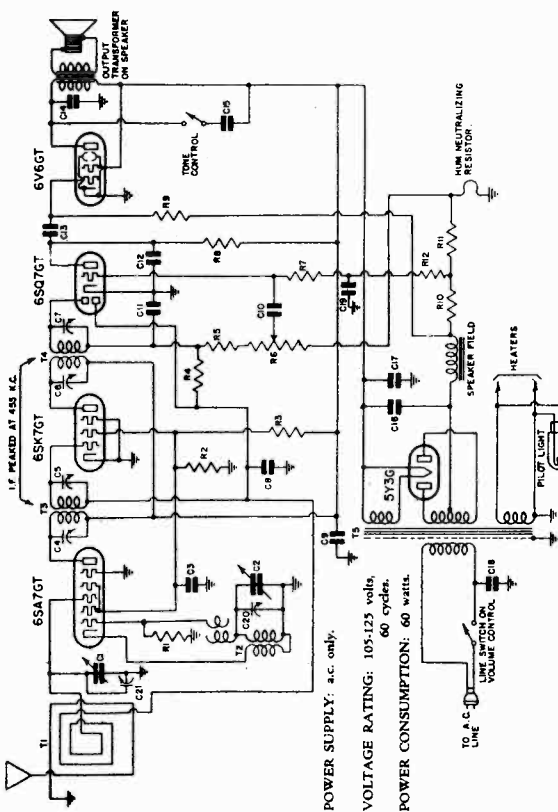 OUTPUT
TRANSFORMER
ON SPEAKER
6V6GT
C14
C15
TONE
CONTROL
C13
R9
6SQ7GT
C7
C12
C11
R8
R7
C10
R5
R6
R4
C19
R12
R11
R10
HUM NEUTRALIZING
RESISTOR.
I.F. PEAKED AT 455 K.C.
T4
C6
6SK7GT
C5
R3
R2
C8
T3
C4
6SA7GT
C9
C3
C2
C20
R1
T2
C1
C21
T1
C17
C16
SPEAKER FIELD
5Y3G
T5
HEATERS
PILOT LIGHT
C18
LINE SWITCH ON
VOLUME CONTROL
TO A.C.
LINE
POWER SUPPLY: a.c. only.
VOLTAGE RATING: 105-125 volts,
60 cycles.
POWER CONSUMPTION: 60 watts.